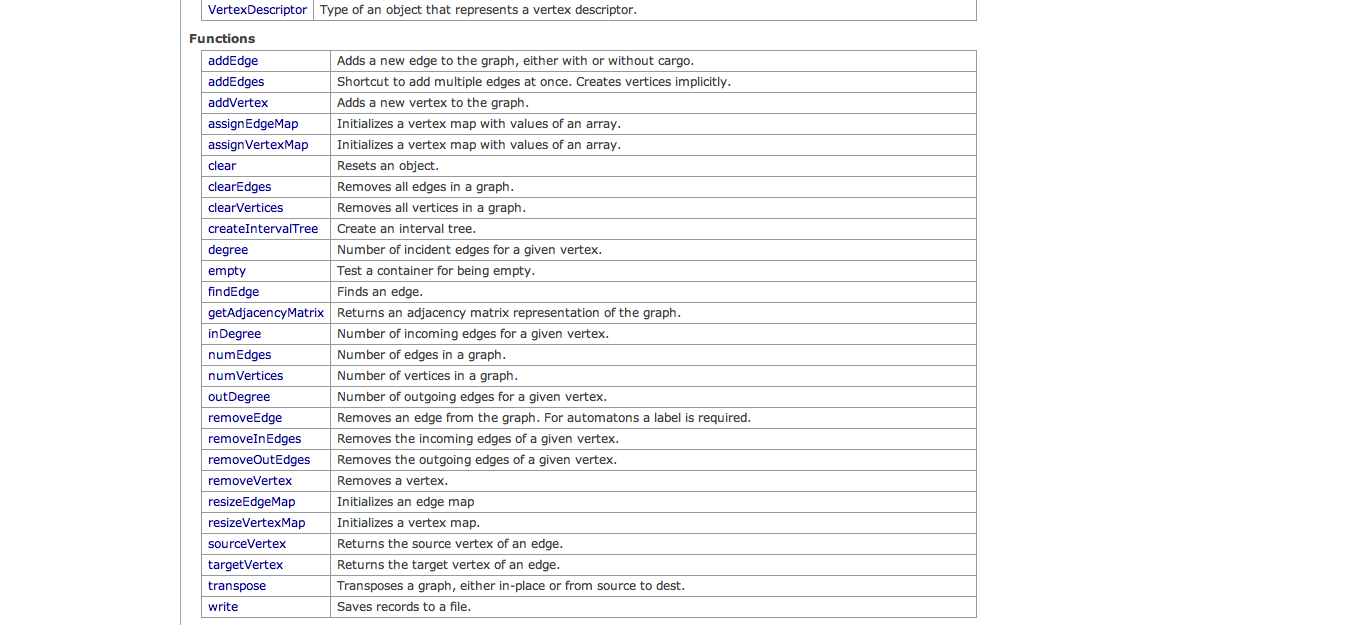 VertexDescriptor Type of an object that represents a vertex descriptor.
Functions
addEdge Adds a new edge to the graph, either with or without cargo.
addEdges Shortcut to add multiple edges at once. Creates vertices implicitly.
addVertex Adds a new vertex to the graph.
assignEdgeMap Initializes a vertex map with values of an array.
assignVertexMap Initializes a vertex map with values of an array.
clear Resets an object.
clearEdges Removes all edges in a graph.
clearVertices Removes all vertices in a graph.
createIntervalTree Create an interval tree.
degree Number of incident edges for a given vertex.
empty Test a container for being empty.
findEdge Finds an edge.
getAdjacencyMatrix Returns an adjacency matrix representation of the graph.
inDegree Number of incoming edges for a given vertex.
numEdges Number of edges in a graph.
numVertices Number of vertices in a graph.
outDegree Number of outgoing edges for a given vertex.
removeEdge Removes an edge from the graph. For automatons a label is required.
removeInEdges Removes the incoming edges of a given vertex.
removeOutEdges Removes the outgoing edges of a given vertex.
removeVertex Removes a vertex.
resizeEdgeMap Initializes an edge map
resizeVertexMap Initializes a vertex map.
sourceVertex Returns the source vertex of an edge.
targetVertex Returns the target vertex of an edge.
transpose Transposes a graph, either in-place or from source to dest.
write Saves records to a file.